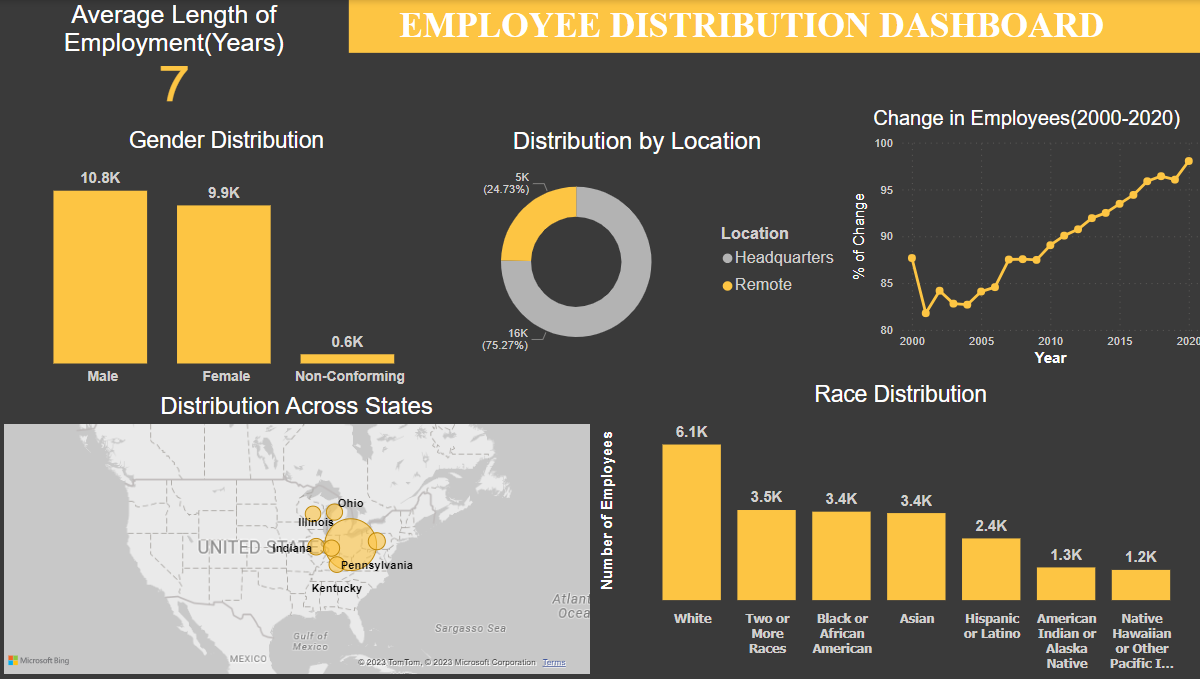 Average Length of
Employment(Years)
7
EMPLOYEE DISTRIBUTION DASHBOARD
Gender Distribution
10.8K
9.9K
0.6K
Male
Female
Non-Conforming
Distribution by Location
5K
(24.73%)
16K
(75.27%)
Location
Headquarters
Remote
Change in Employees(2000-2020)
% of Change
100
95
90
85
80
2000
2005
2010
2015
2020
Year
Distribution Across States
UNITED STATE
Ohio
Illinois
Indiana
Pennsylvania
Kentucky
Atlant
Ocea
Sargasso Sea
Gulf of
Mexico
MEXICO
Microsoft Bing
© 2023 TomTom, © 2023 Microsoft Corporation Terms
Race Distribution
Number of Employees
6.1K
3.5K
3.4K
3.4K
2.4K
1.3K
1.2K
White
Two or
More
Races
Black or
African
American
Asian
Hispanic
or Latino
American
Indian or
Alaska
Native
Native
Hawaiian
or Other
Pacific I...